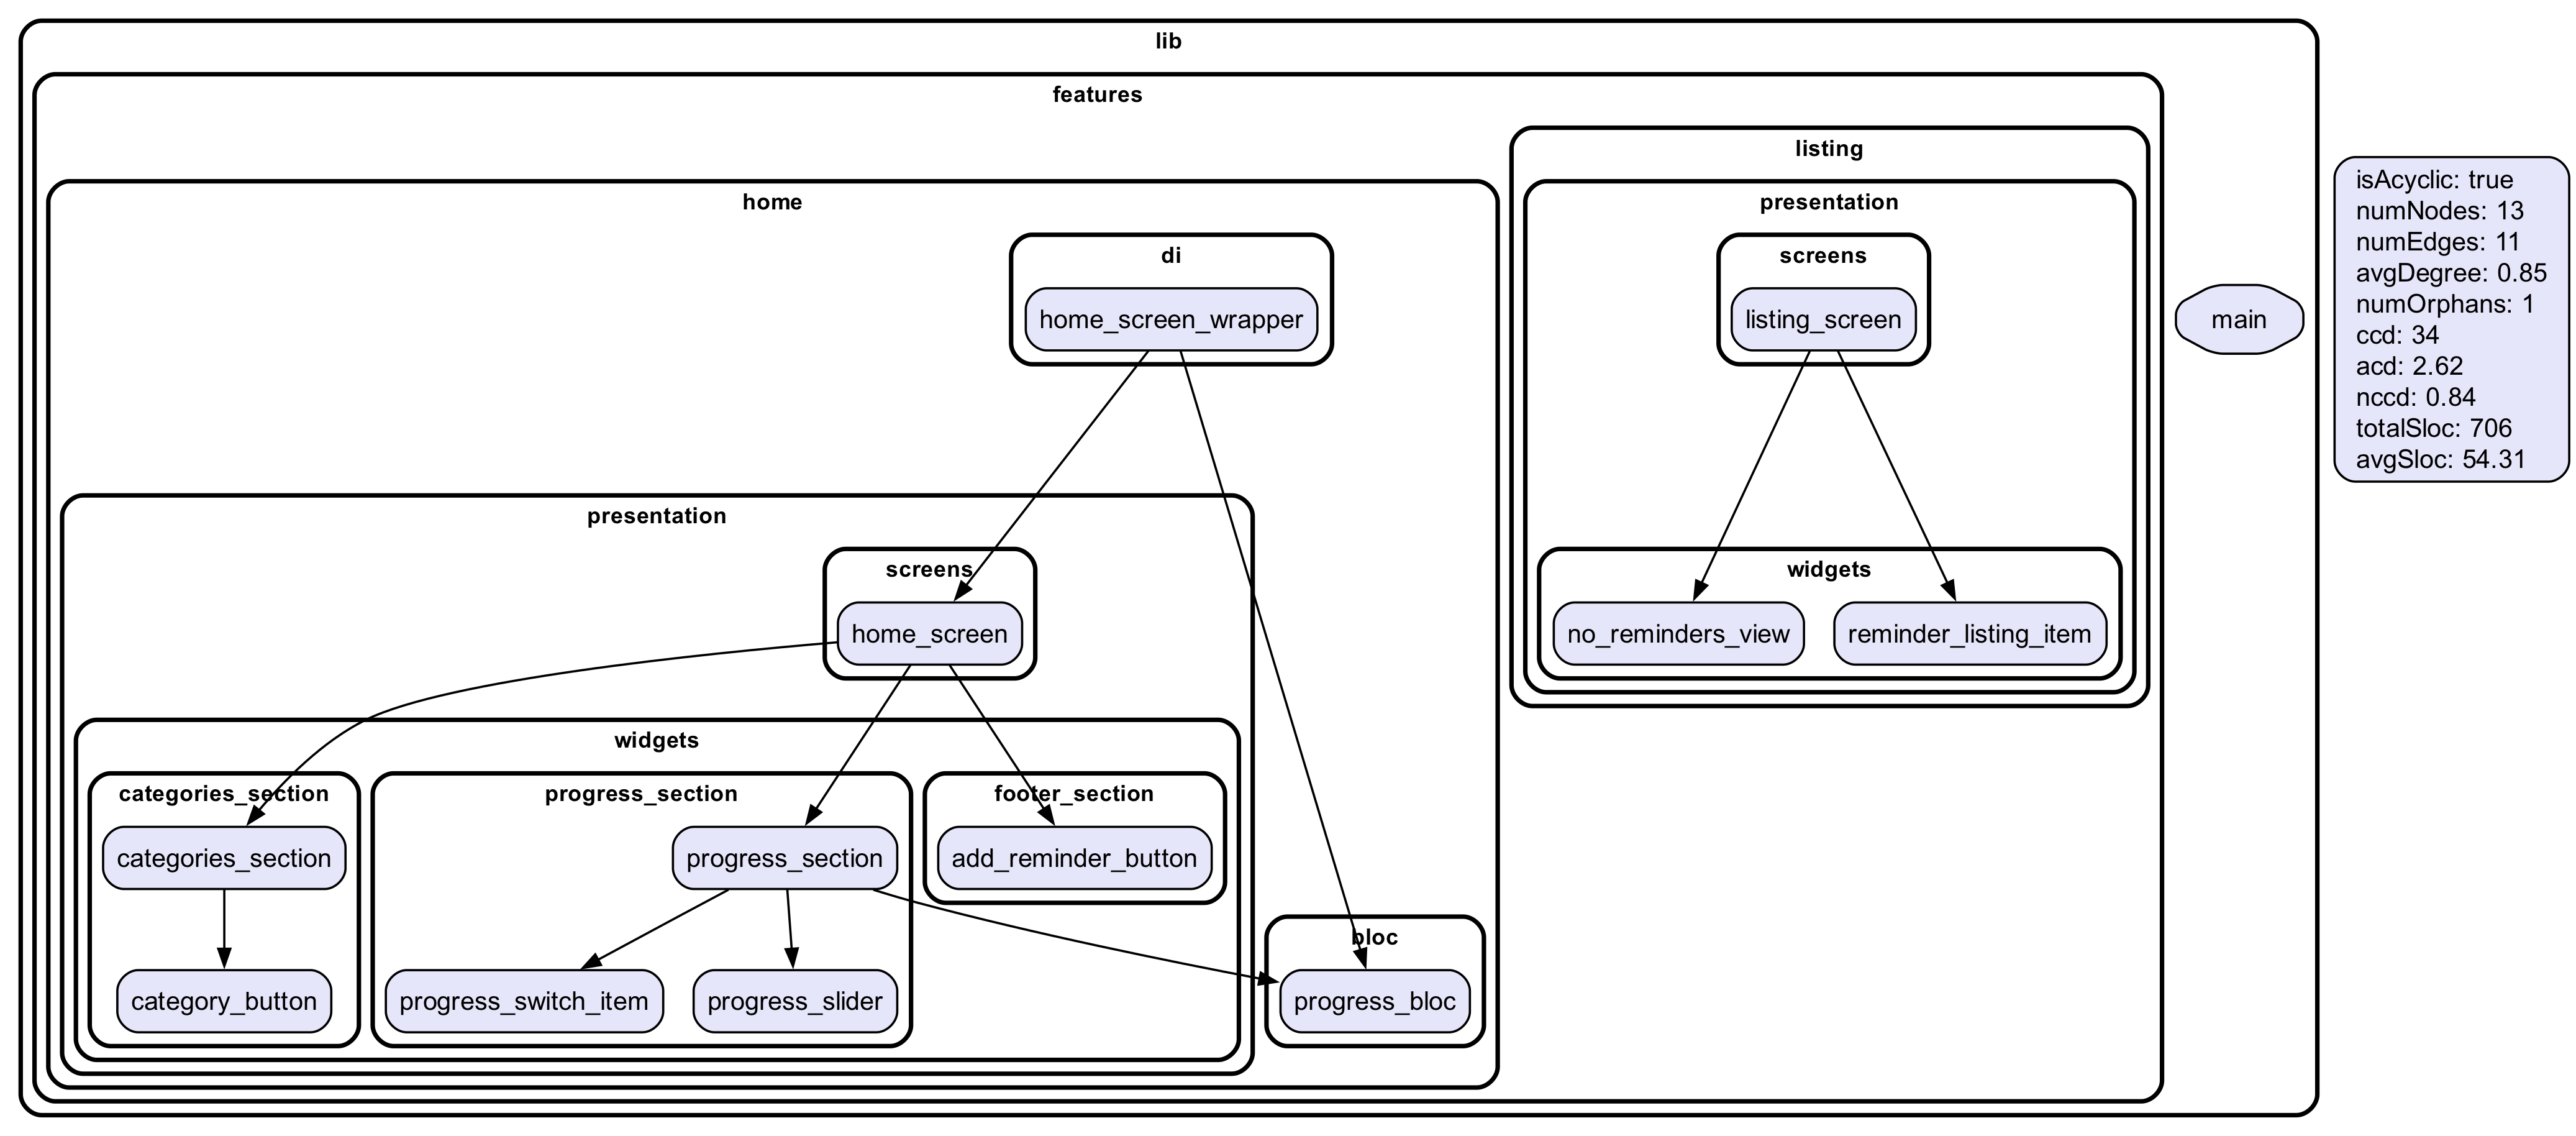 lib
features
home
di
home_screen_wrapper
presentation
screens
home_screen
widgets
categories_section
categories_section
category_button
progress_section
progress_section
progress_switch_item
progress_slider
footer_section
add_reminder_button
bloc
progress_bloc
listing
presentation
screens
listing_screen
widgets
no_reminders_view
reminder_listing_item
main
isAcyclic: true
numNodes: 13
numEdges: 11
avgDegree: 0.85
numOrphans: 1
ccd: 34
acd: 2.62
nccd: 0.84
totalSloc: 706
avgSloc: 54.31